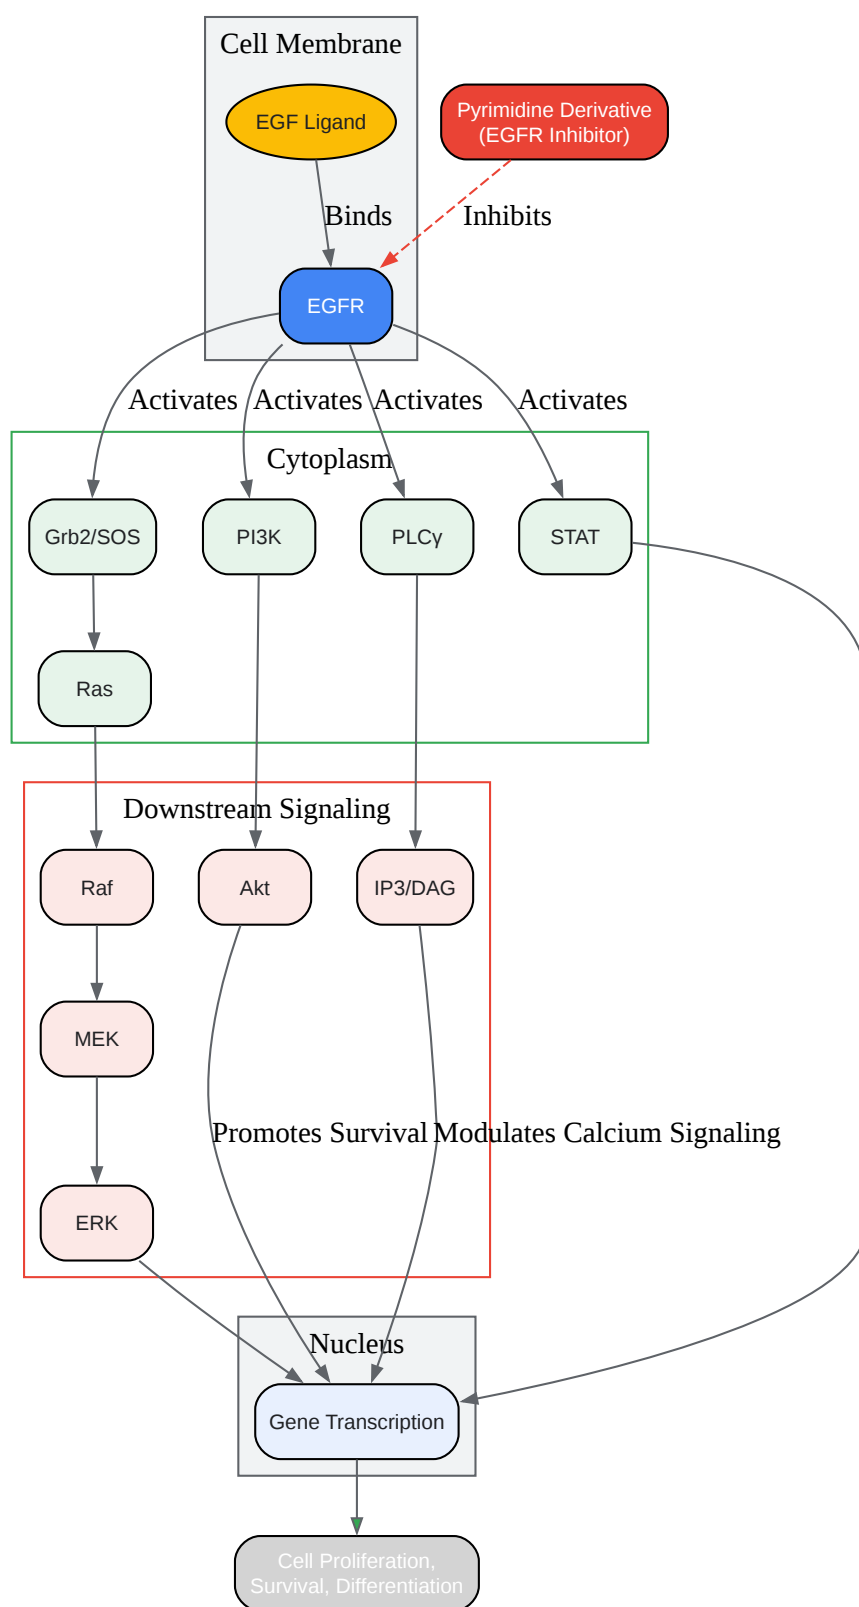 Cell Membrane
EGF Ligand
Pyrimidine Derivative
(EGFR Inhibitor)
Binds
Inhibits
EGFR
Activates
Activates
Activates
Activates
Cytoplasm
Grb2/SOS
PI3K
PLCγ
STAT
Ras
Downstream Signaling
Raf
Akt
IP3/DAG
MEK
Promotes Survival
Modulates Calcium Signaling
ERK
Nucleus
Gene Transcription
Cell Proliferation,
Survival, Differentiation